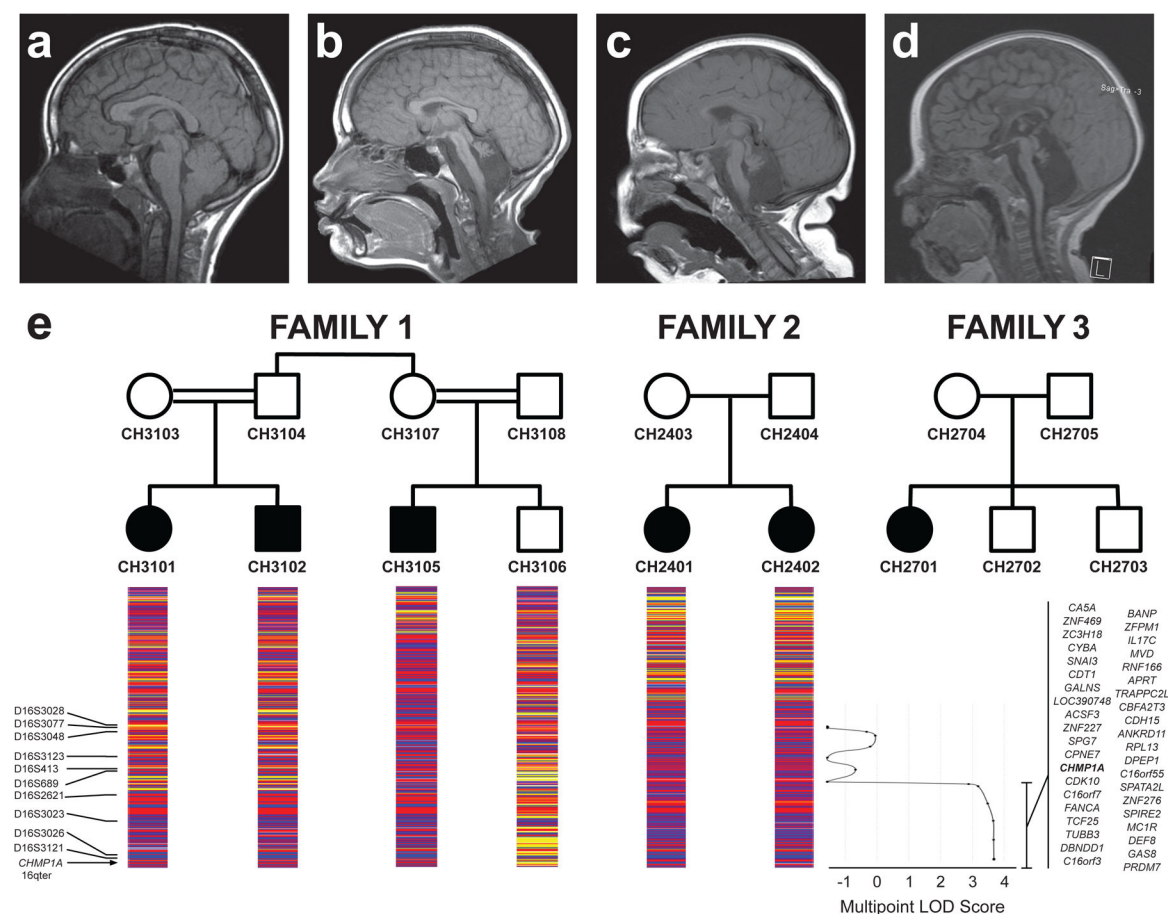 a
b
c
d
Sag>Tra -3
L
e
FAMILY 1
FAMILY 2
FAMILY 3
CH3103
CH3104
CH3107
CH3108
CH2403
CH2404
CH2704
CH2705
CH3101
CH3102
CH3105
CH3106
CH2401
CH2402
CH2701
CH2702
CH2703
D16S3028
D16S3077
D16S3048
D16S3123
D16S413
D16S689
D16S2621
D16S3023
D16S3026
D16S3121
CHMP1A
16qter
-1 0 1 2 3 4
Multipoint LOD Score
CA5A
ZNF469
ZC3H18
CYBA
SNAI3
CDT1
GALNS
LOC390748
ACSF3
ZNF227
SPG7
CPNE7
CHMP1A
CDK10
C16orf7
FANCA
TCF25
TUBB3
DBNDD1
C16orf3
BANP
ZFPM1
IL17C
MVD
RNF166
APRT
TRAPPC2L
CBFA2T3
CDH15
ANKRD11
RPL13
DPEP1
C16orf55
SPATA2L
ZNF276
SPIRE2
MC1R
DEF8
GAS8
PRDM7